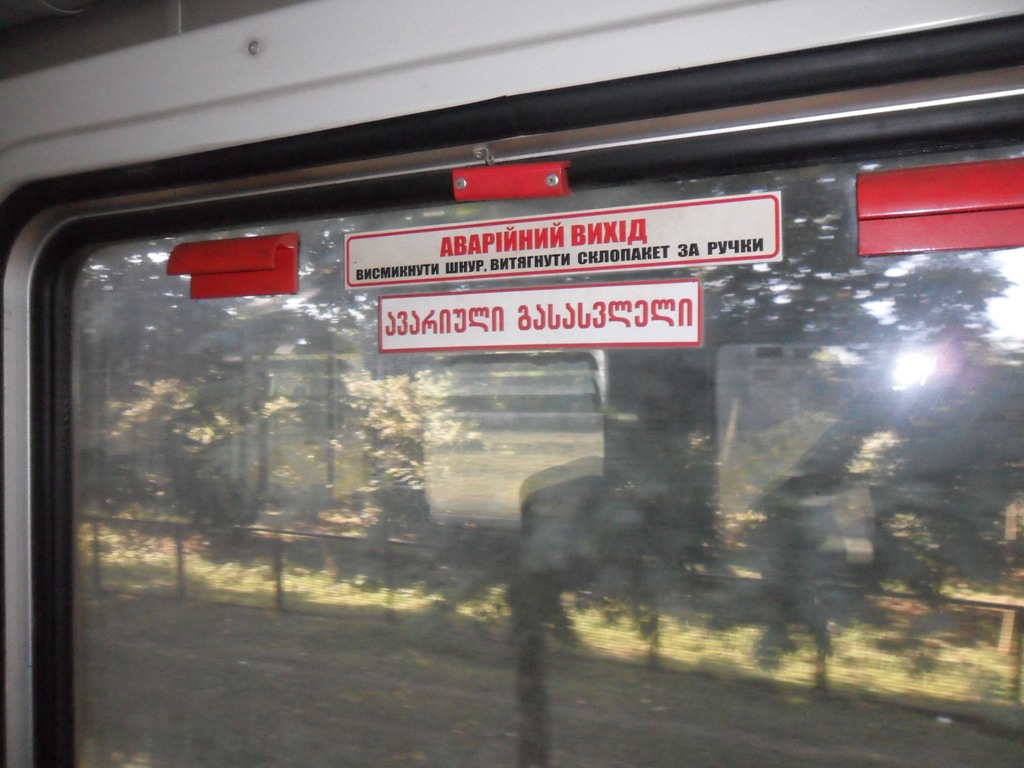 АВАРІЙНИЙ ВИХІД
ВИСМИКНУТИ ШНУР, ВИТЯГНУТИ СКЛОПАКЕТ ЗА РУЧКИ
ავარიული გასასვლელი